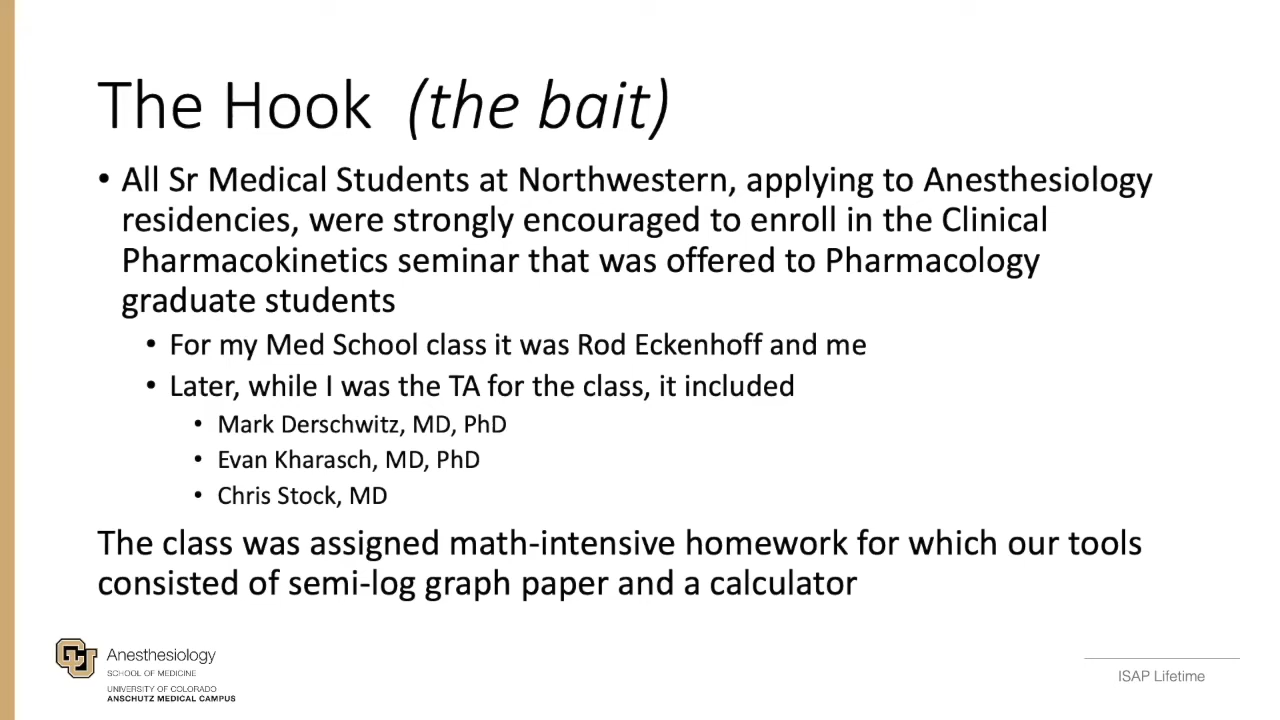 The Hook (the bait)
• All Sr Medical Students at Northwestern, applying to Anesthesiology
residencies, were strongly encouraged to enroll in the Clinical
Pharmacokinetics seminar that was offered to Pharmacology
graduate students
• For my Med School class it was Rod Eckenhoff and me
• Later, while I was the TA for the class, it included
• Mark Derschwitz, MD, PhD
• Evan Kharasch, MD, PhD
• Chris Stock, MD
The class was assigned math-intensive homework for which our tools
consisted of semi-log graph paper and a calculator
CU
Anesthesiology
SCHOOL OF MEDICINE
UNIVERSITY OF COLORADO
ANSCHUTZ MEDICAL CAMPUS
ISAP Lifetime